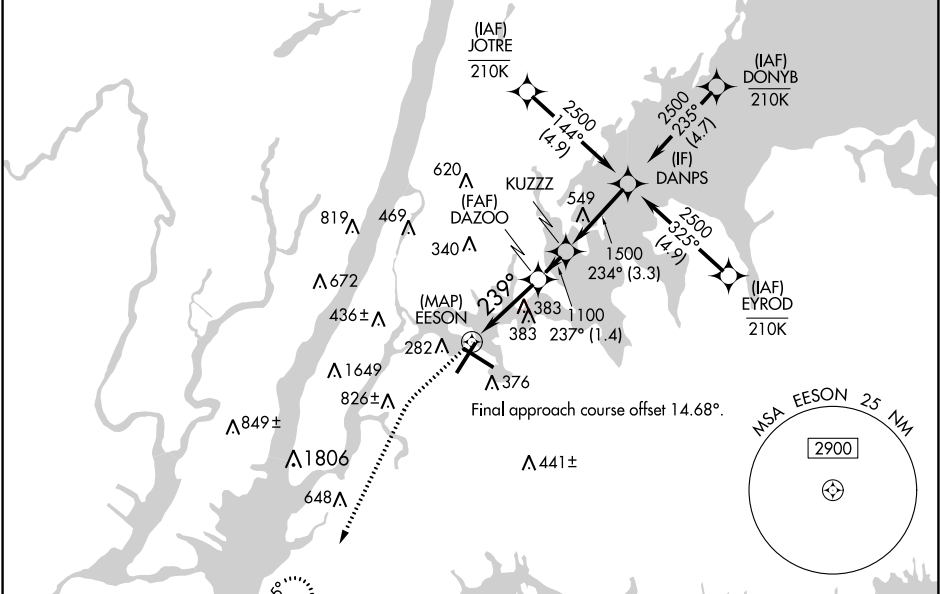 (IAF)
JOTRE
210K
(IAF)
DONYB
210K
2500
144°
(4.9)
2500
235°
(4.7)
(IF)
DANPS
620
KUZZZ
(FAF)
DAZOO
549
819
469
340
2500
325°
(4.9)
1500
234° (3.3)
672
(MAP)
EESON
239°
383
383
1100
237° (1.4)
(IAF)
EYROD
210K
436±
282
1649
376
826±
Final approach course offset 14.68°.
849±
1806
441±
648
MSA EESON 25 NM
2900
5°